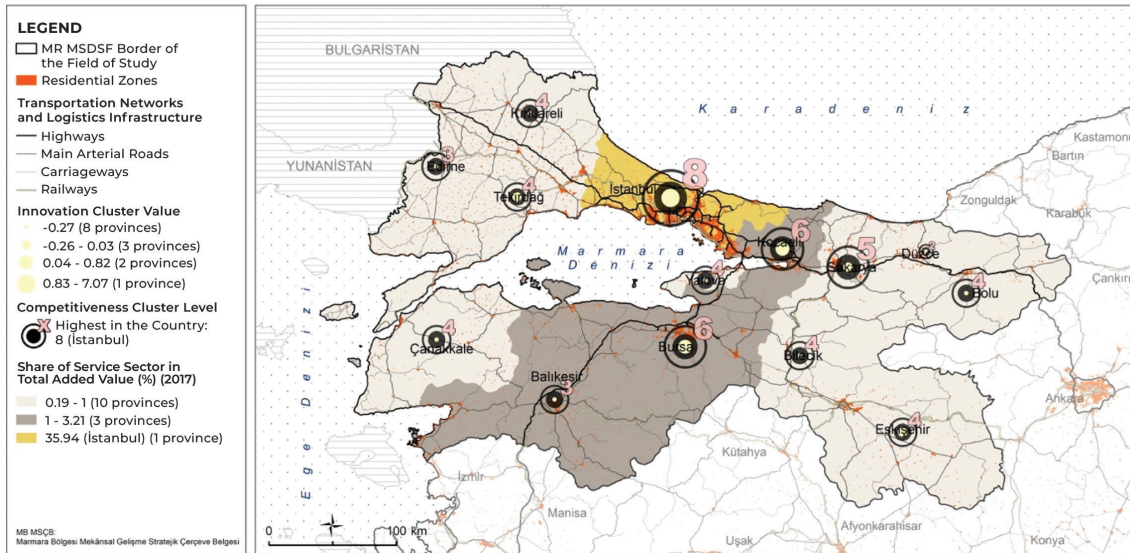 LEGEND
MR MSDSF Border of
the Field of Study
Residential Zones
Transportation Networks
and Logistics Infrastructure
Highways
Main Arterial Roads
Carriageways
Railways
Innovation Cluster Value
-0.27 (8 provinces)
-0.26 - 0.03 (3 provinces)
0.04 - 0.82 (2 provinces)
0.83 - 7.07 (1 province)
Competitiveness Cluster Level
X
Highest in the Country:
8 (İstanbul)
Share of Service Sector in
Total Added Value (%) (2017)
0.19 - 1 (10 provinces)
1 - 3.21 (3 provinces)
35.94 (İstanbul) (1 province)
MB MSÇB:
Marmara Bölgesi Mekânsal Gelişme Stratejik Çerçeve Belgesi
BULGARİSTAN
YUNANİSTAN
Karadeniz
Kastamonu
Bartın
Zonguldak
Karabük
Çankırı
4
Kırklareli
3
Edirne
4
Tekirdağ
8
İstanbul
6
Kocaeli
5
Sakarya
2
Düzce
4
Bolu
Marmara
Denizi
4
Yalova
4
Çanakkale
6
Bursa
4
Bilecik
3
Balıkesir
4
Eskişehir
Ege Denizi
Ankara
Kütahya
İzmir
Manisa
Uşak
Afyonkarahisar
Konya
0
100 km